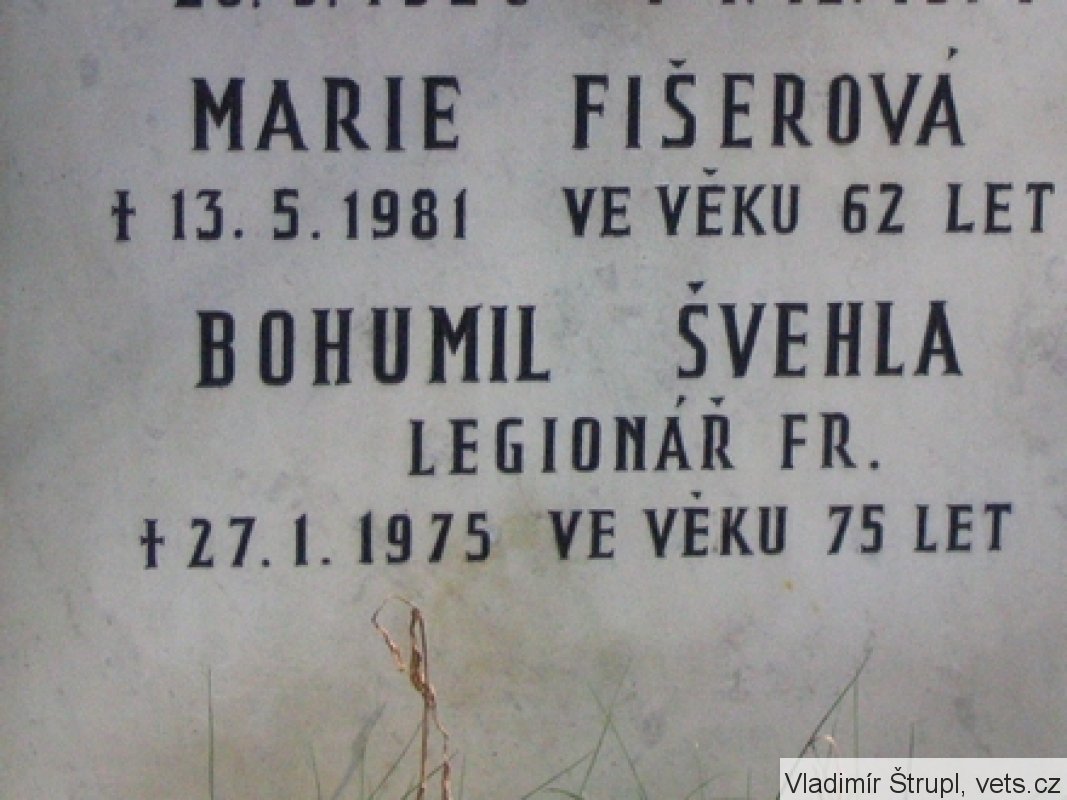 MARIE FIŠEROVÁ
† 13. 5. 1981 VE VĚKU 62 LET
BOHUMIL ŠVEHLA
LEGIONÁŘ FR.
† 27. 1. 1975 VE VĚKU 75 LET
Vladimír Štrupl, vets.cz